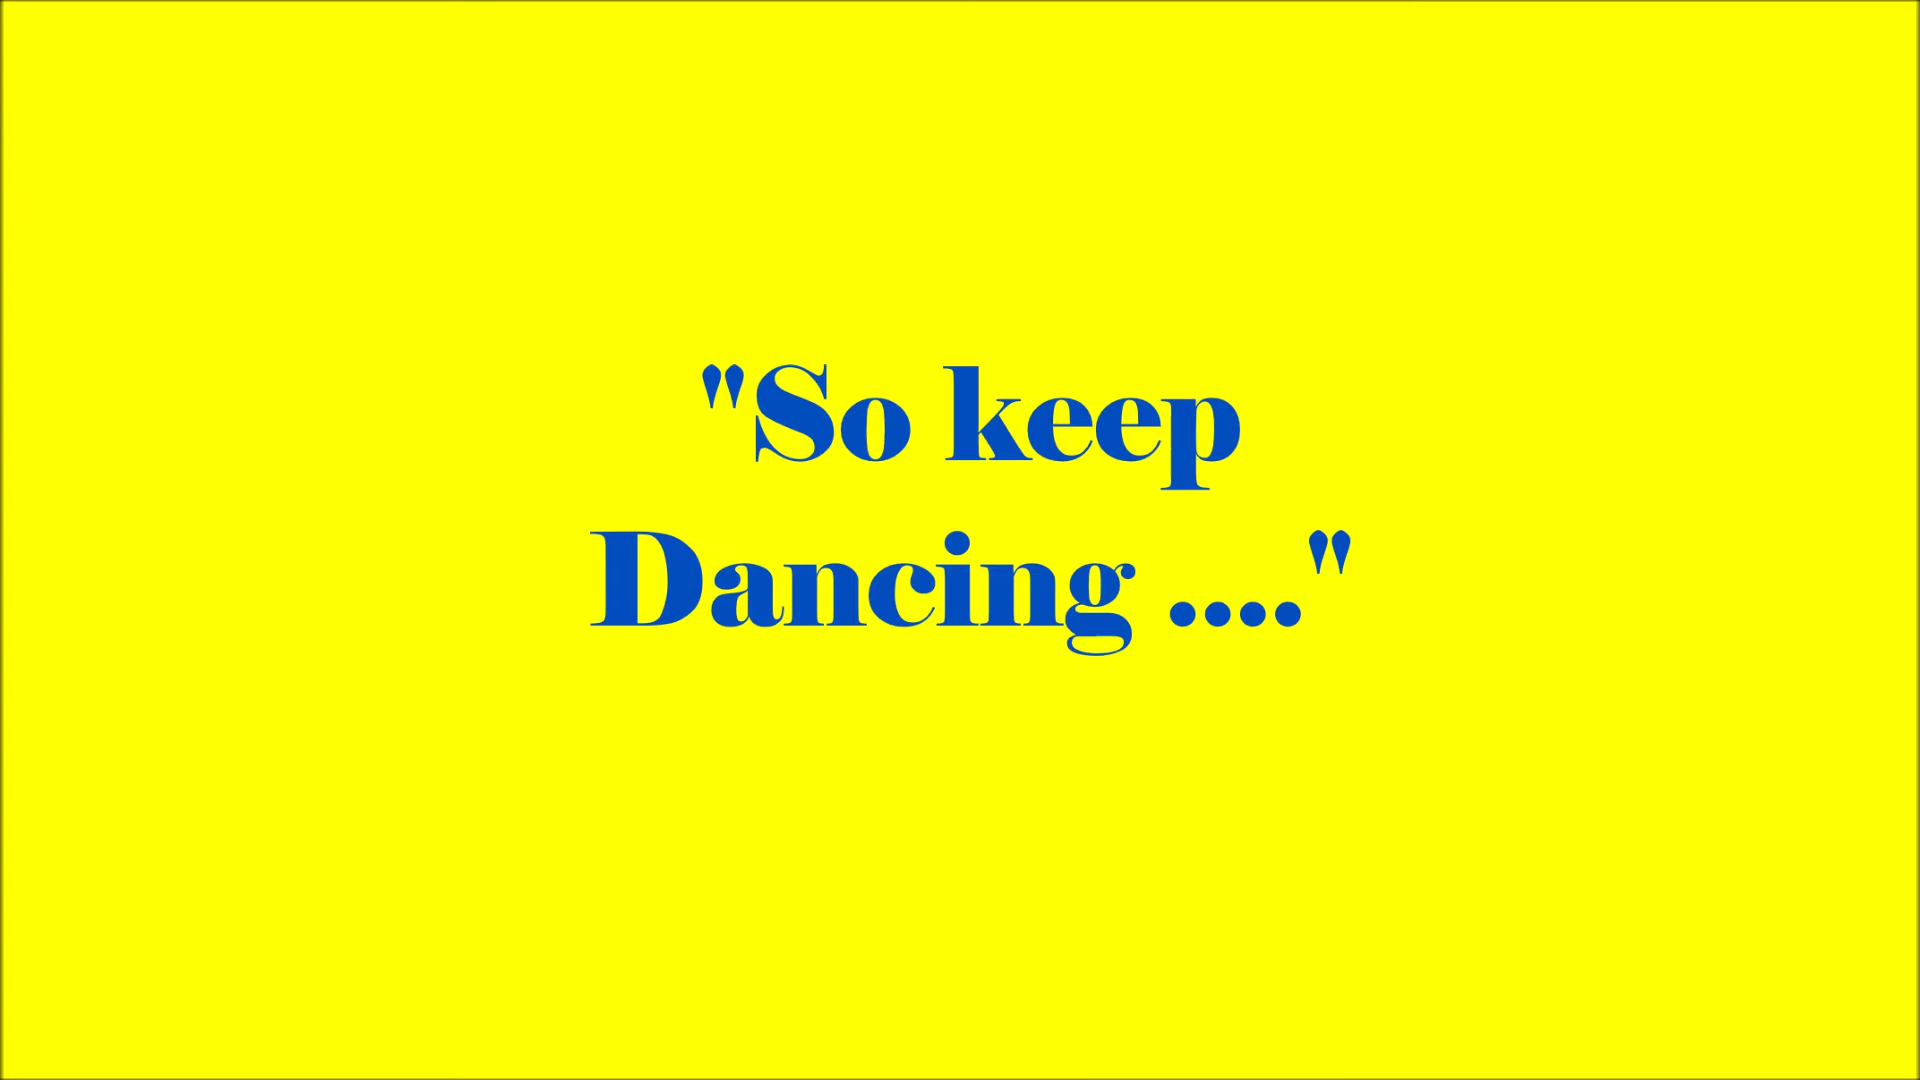 "So keep
Dancing ...."